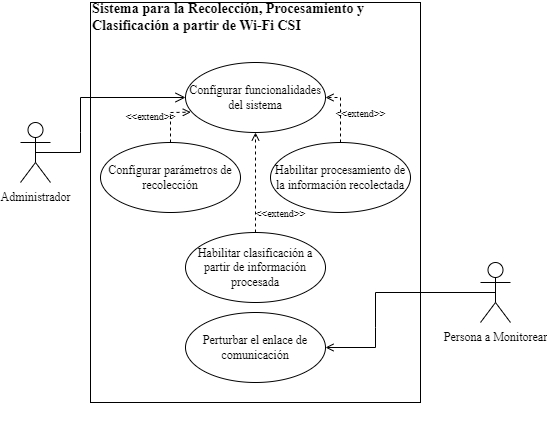 Sistema para la Recolección, Procesamiento y
Clasificación a partir de Wi-Fi CSI
Configurar funcionalidades
del sistema
<<extend>>
<<extend>>
Configurar parámetros de
recolección
Habilitar procesamiento de
la información recolectada
Administrador
<<extend>>
Habilitar clasificación a
partir de información
procesada
Perturbar el enlace de
comunicación
Persona a Monitorear